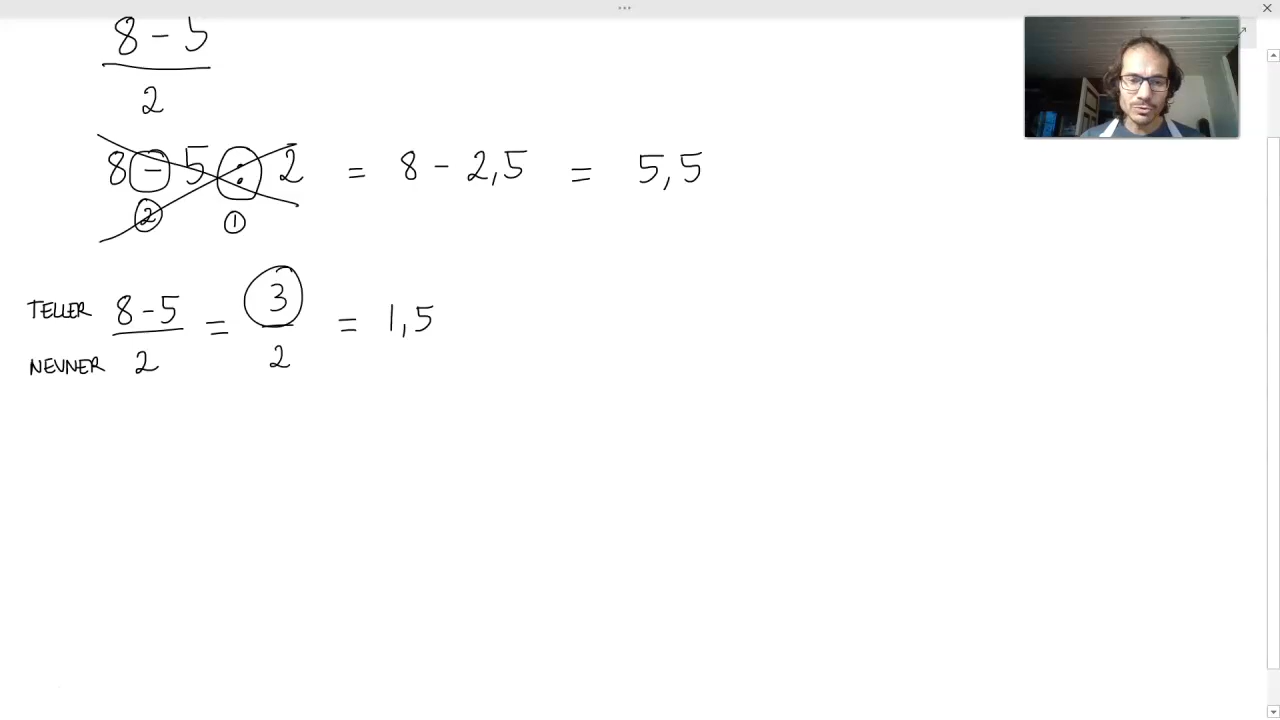 8 - 5
2
8 - 5 : 2 = 8 - 2,5 = 5,5
2 1
TELLER 8 - 5 = 3 = 1,5
NEVNER 2 2